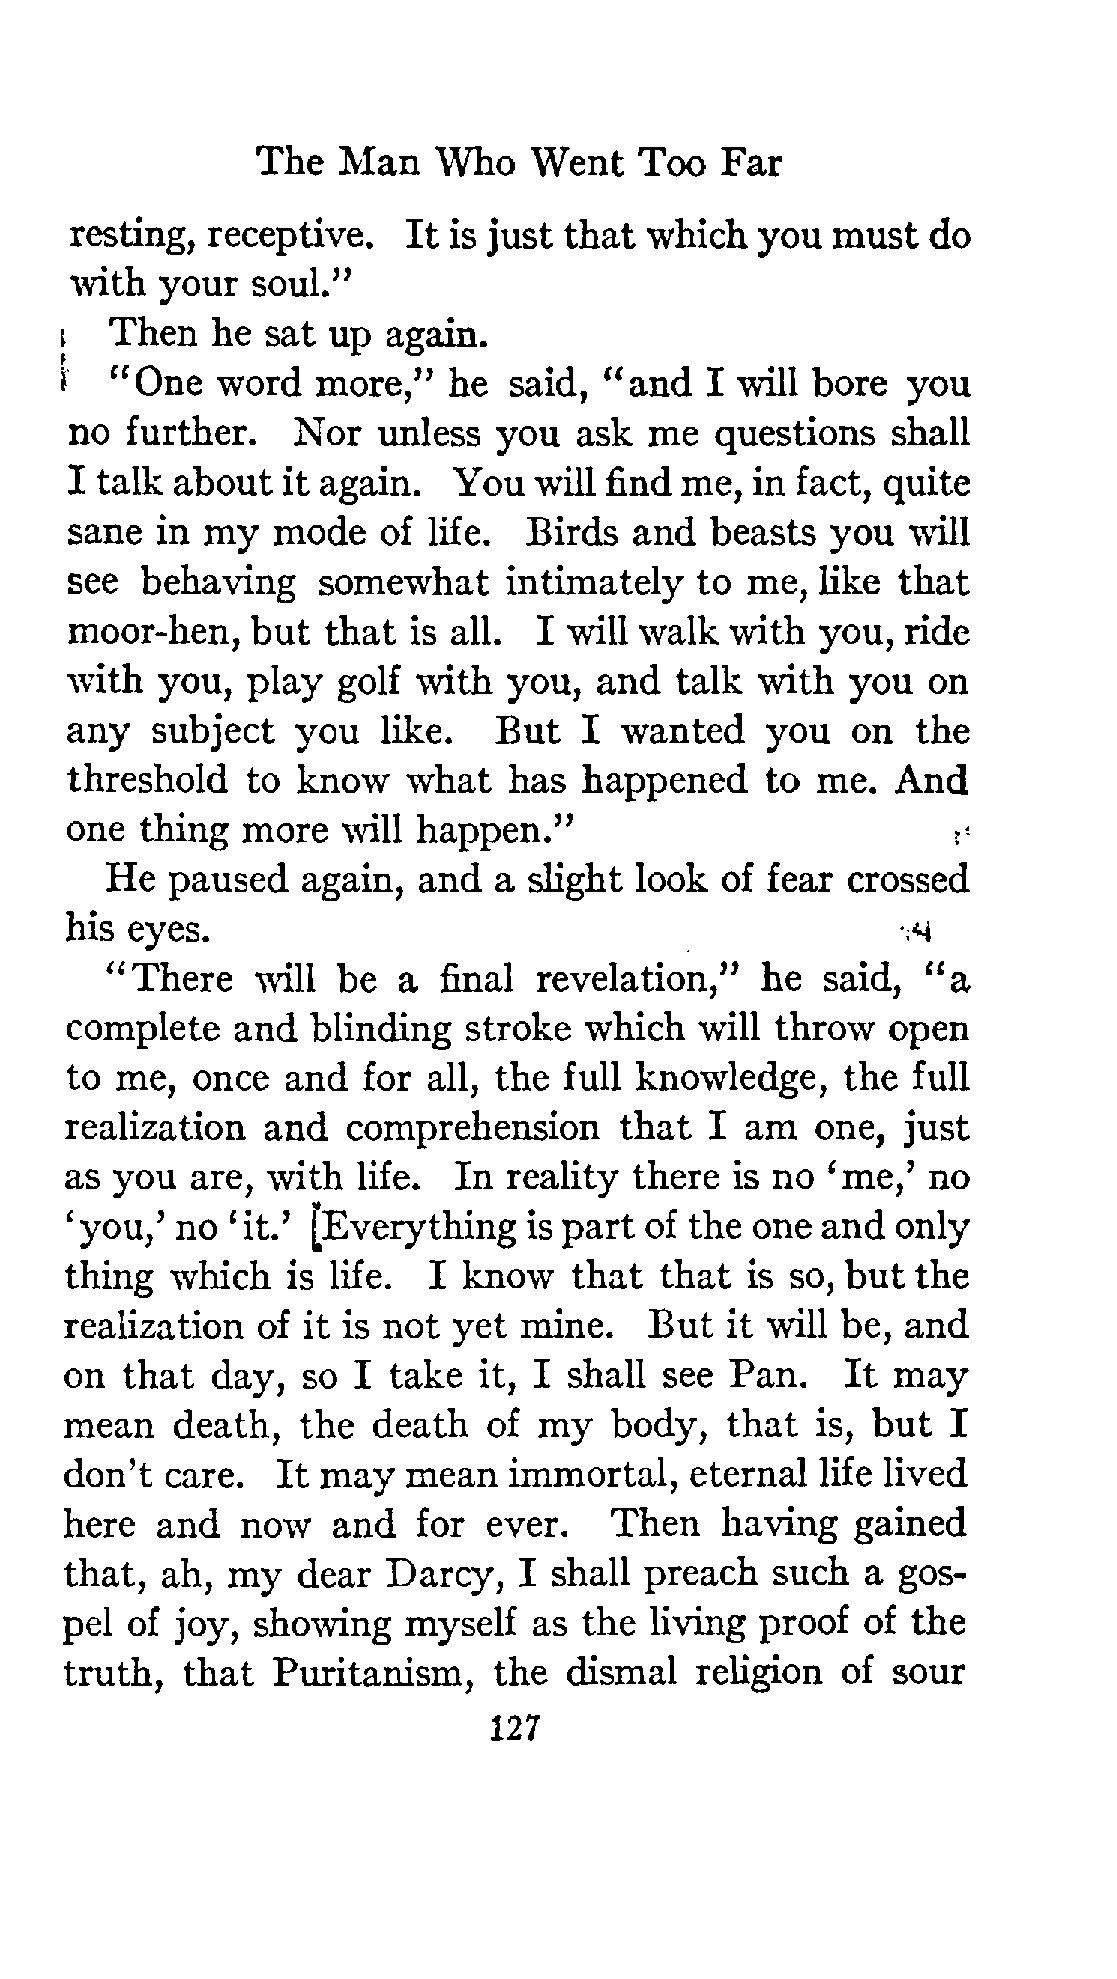 The Man Who Went Too Far
resting, receptive. It is just that which you must do
with your soul."
Then he sat up again.
"One word more," he said, "and I will bore you
no further. Nor unless you ask me questions shall
I talk about it again. You will find me, in fact, quite
sane in my mode of life. Birds and beasts you will
see behaving somewhat intimately to me, like that
moor-hen, but that is all. I will walk with you, ride
with you, play golf with you, and talk with you on
any subject you like. But I wanted you on the
threshold to know what has happened to me. And
one thing more will happen."
He paused again, and a slight look of fear crossed
his eyes.
"There will be a final revelation," he said, "a
complete and blinding stroke which will throw open
to me, once and for all, the full knowledge, the full
realization and comprehension that I am one, just
as you are, with life. In reality there is no 'me,' no
'you,' no 'it.' [Everything is part of the one and only
thing which is life. I know that that is so, but the
realization of it is not yet mine. But it will be, and
on that day, so I take it, I shall see Pan. It may
mean death, the death of my body, that is, but I
don't care. It may mean immortal, eternal life lived
here and now and for ever. Then having gained
that, ah, my dear Darcy, I shall preach such a gos-
pel of joy, showing myself as the living proof of the
truth, that Puritanism, the dismal religion of sour
127